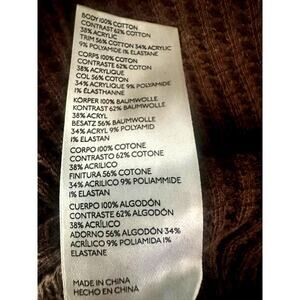 BODY 100% COTTON
CONTRAST 62% COTTON
38% ACRYLIC
TRIM 56% COTTON 34% ACRYLIC
9% POLYAMIDE 1% ELASTANE
CORPS 100% COTON
CONTRASTE 62% COTON
38% ACRYLIQUE
COL 56% COTON
34% ACRYLIQUE 9% POLYAMIDE
1% ÉLASTHANNE
KÖRPER 100% BAUMWOLLE
KONTRAST 62% BAUMWOLLE
38% ACRYL
BESATZ 56% BAUMWOLLE
34% ACRYL 9% POLYAMID
1% ELASTAN
CORPO 100% COTONE
CONTRASTO 62% COTONE
38% ACRILICO
FINITURA 56% COTONE
34% ACRILICO 9% POLIAMMIDE
1% ELASTAN
CUERPO 100% ALGODÓN
CONTRASTE 62% ALGODÓN
38% ACRÍLICO
ADORNO 56% ALGODÓN 34%
ACRÍLICO 9% POLIAMIDA 1%
ELASTANE
MADE IN CHINA
HECHO EN CHINA